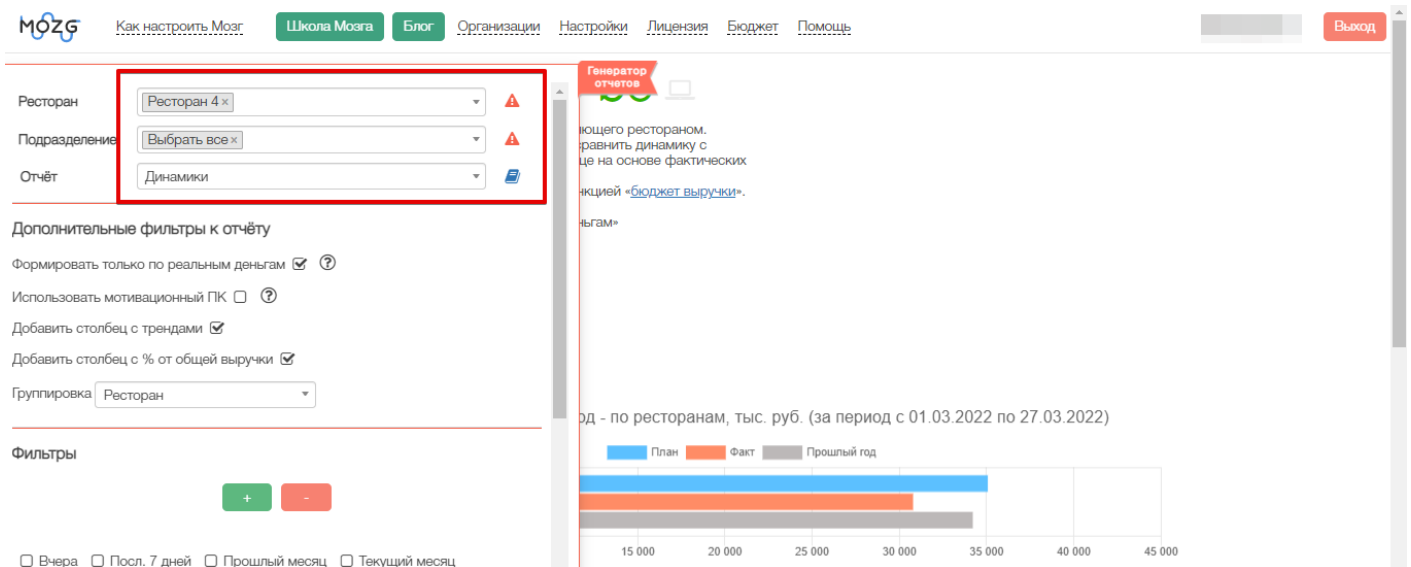 MOZG Как настроить Мозг Школа Мозга Блог Организации Настройки Лицензия Бюджет Помощь Выход
Генератор отчетов
Ресторан Ресторан 4 ×
Подразделение Выбрать все ×
Отчёт Динамики
Дополнительные фильтры к отчёту
Формировать только по реальным деньгам ?
Использовать мотивационный ПК ?
Добавить столбец с трендами
Добавить столбец с % от общей выручки
Группировка Ресторан
Фильтры
+ -
Вчера Посл. 7 дней Прошлый месяц Текущий месяц
ющего рестораном.
сравнить динамику с
це на основе фактических
нкцией «бюджет выручки».
ньгам»
од - по ресторанам, тыс. руб. (за период с 01.03.2022 по 27.03.2022)
План Факт Прошлый год
15 000 20 000 25 000 30 000 35 000 40 000 45 000